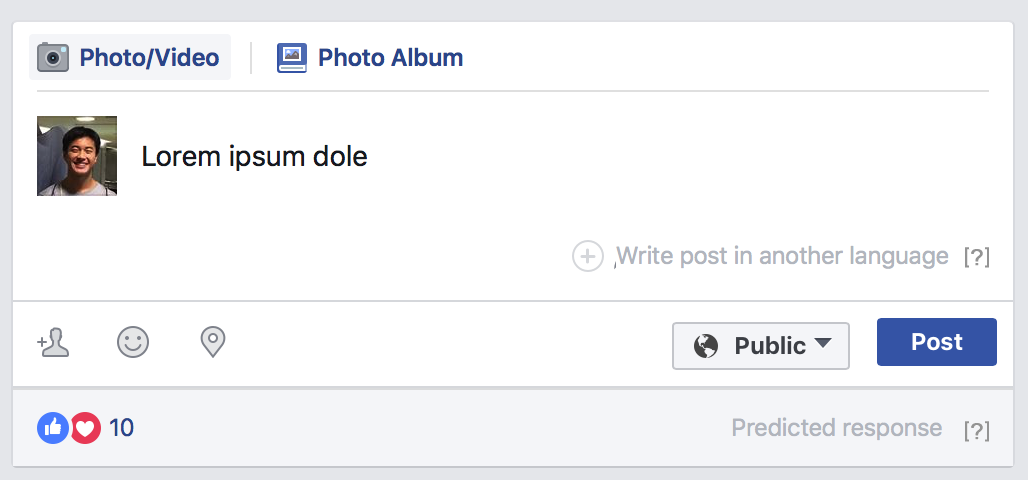 Photo/Video Photo Album
Lorem ipsum dole
Write post in another language [?]
Public Post
10 Predicted response [?]